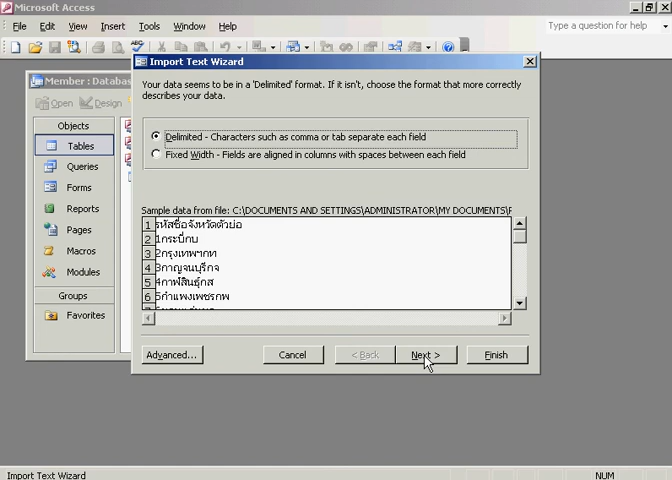 Microsoft Access
File Edit View Insert Tools Window Help Type a question for help
Import Text Wizard
Member : Databas
Your data seems to be in a 'Delimited' format. If it isn't, choose the format that more correctly
describes your data.
Open Design
Objects
Tables
Queries
Forms
Reports
Pages
Macros
Modules
Groups
Favorites
Delimited - Characters such as comma or tab separate each field
Fixed Width - Fields are aligned in columns with spaces between each field
Sample data from file: C:\DOCUMENTS AND SETTINGS\ADMINISTRATOR\MY DOCUMENTS\F
1 รหัสชื่อจังหวัดตัวย่อ
2 1กระบี่กบ
3 2กรุงเทพฯกท
4 3กาญจนบุรีกจ
5 4กาฬสินธุ์กส
6 5กำแพงเพชรกพ
Advanced... Cancel < Back Next > Finish
Import Text Wizard NUM